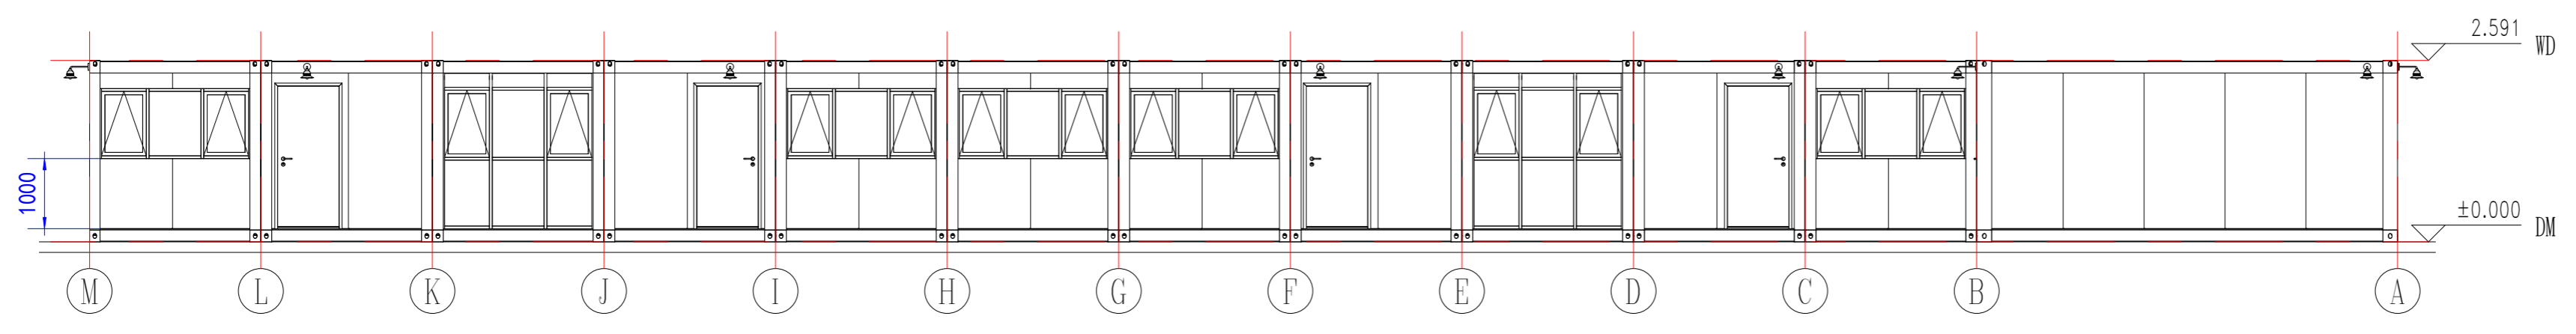 2.591
WD
1000
±0.000
DM
M L K J I H G F E D C B A